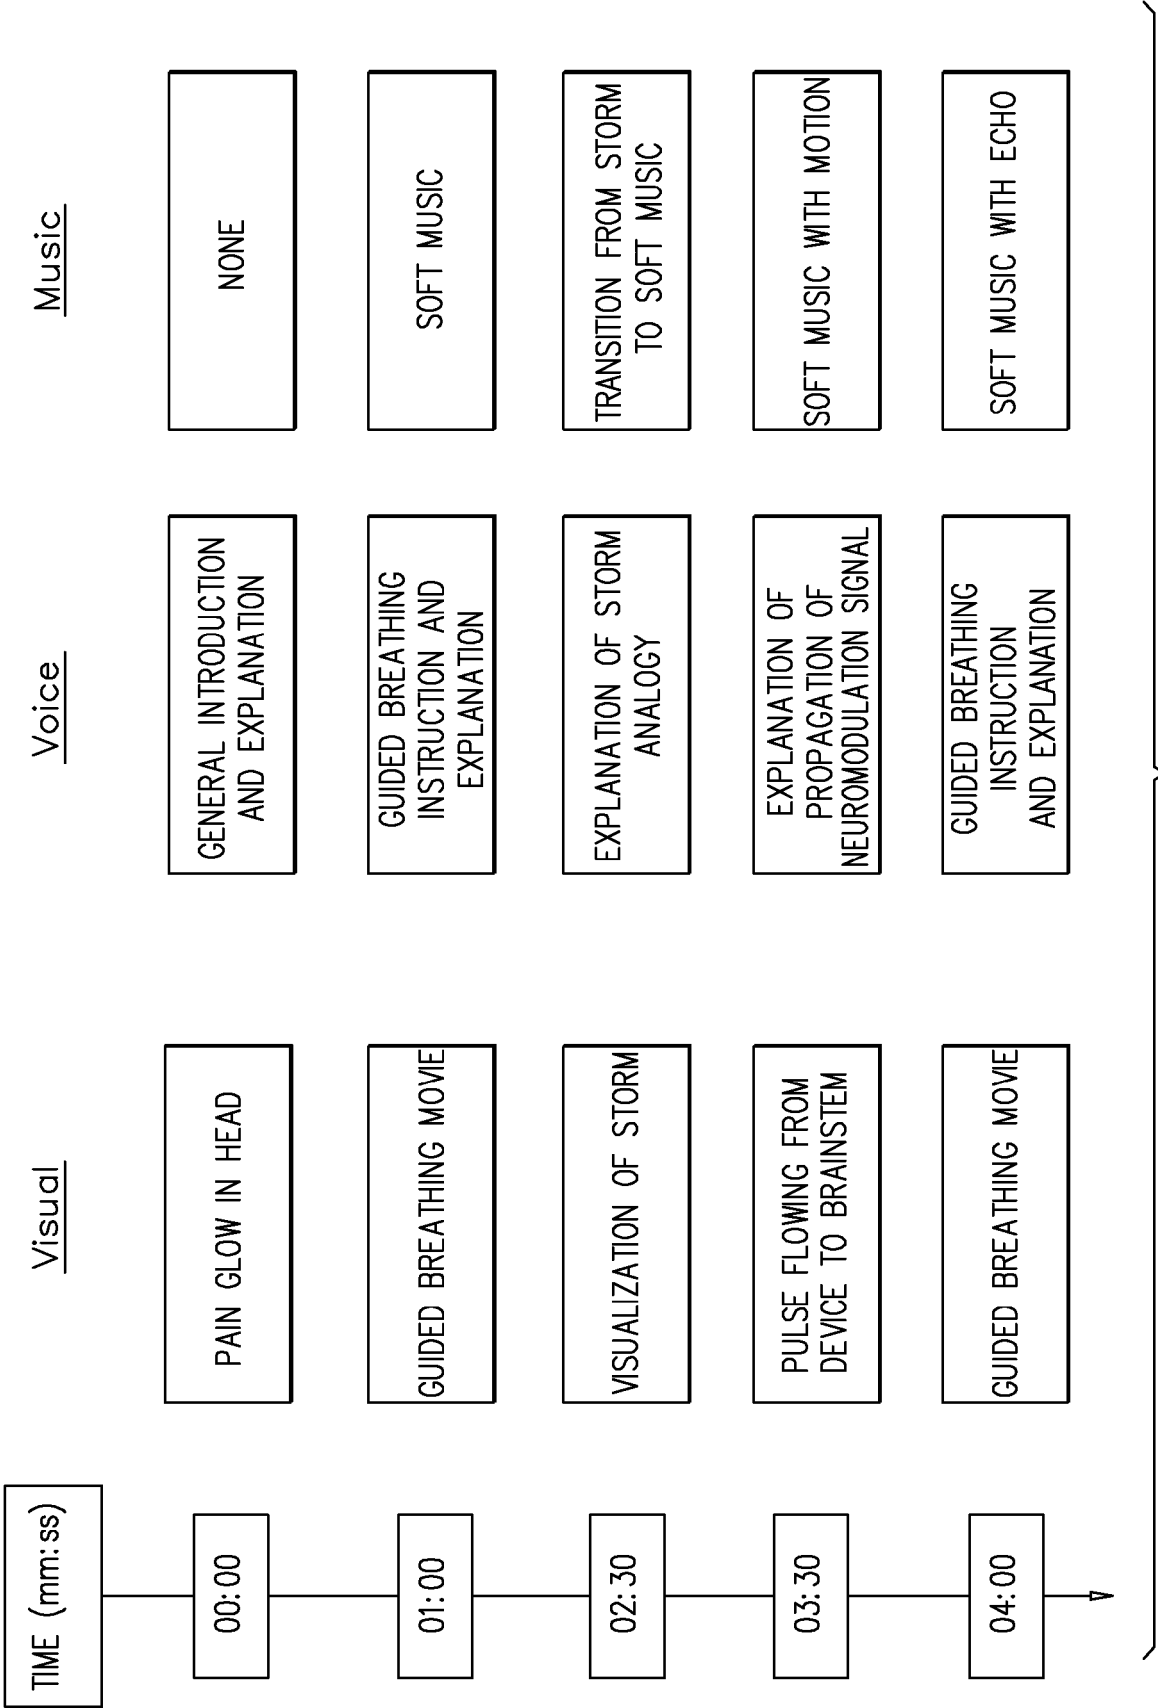 TIME (mm:ss)
Visual
Voice
Music
00:00
PAIN GLOW IN HEAD
GENERAL INTRODUCTION
AND EXPLANATION
NONE
01:00
GUIDED BREATHING MOVIE
GUIDED BREATHING
INSTRUCTION AND
EXPLANATION
SOFT MUSIC
02:30
VISUALIZATION OF STORM
EXPLANATION OF STORM
ANALOGY
TRANSITION FROM STORM
TO SOFT MUSIC
03:30
PULSE FLOWING FROM
DEVICE TO BRAINSTEM
EXPLANATION OF
PROPAGATION OF
NEUROMODULATION SIGNAL
SOFT MUSIC WITH MOTION
04:00
GUIDED BREATHING MOVIE
GUIDED BREATHING
INSTRUCTION
AND EXPLANATION
SOFT MUSIC WITH ECHO